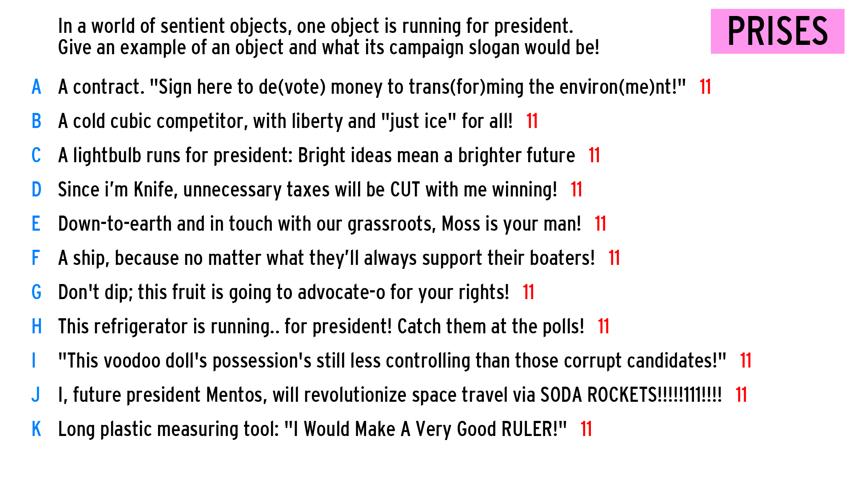 In a world of sentient objects, one object is running for president.
Give an example of an object and what its campaign slogan would be!
PRISES
A A contract. "Sign here to de(vote) money to trans(for)ming the environ(me)nt!" 11
B A cold cubic competitor, with liberty and "just ice" for all! 11
C A lightbulb runs for president: Bright ideas mean a brighter future 11
D Since i'm Knife, unnecessary taxes will be CUT with me winning! 11
E Down-to-earth and in touch with our grassroots, Moss is your man! 11
F A ship, because no matter what they'll always support their boaters! 11
G Don't dip; this fruit is going to advocate-o for your rights! 11
H This refrigerator is running.. for president! Catch them at the polls! 11
I "This voodoo doll's possession's still less controlling than those corrupt candidates!" 11
J I, future president Mentos, will revolutionize space travel via SODA ROCKETS!!!!!111!!!! 11
K Long plastic measuring tool: "I Would Make A Very Good RULER!" 11